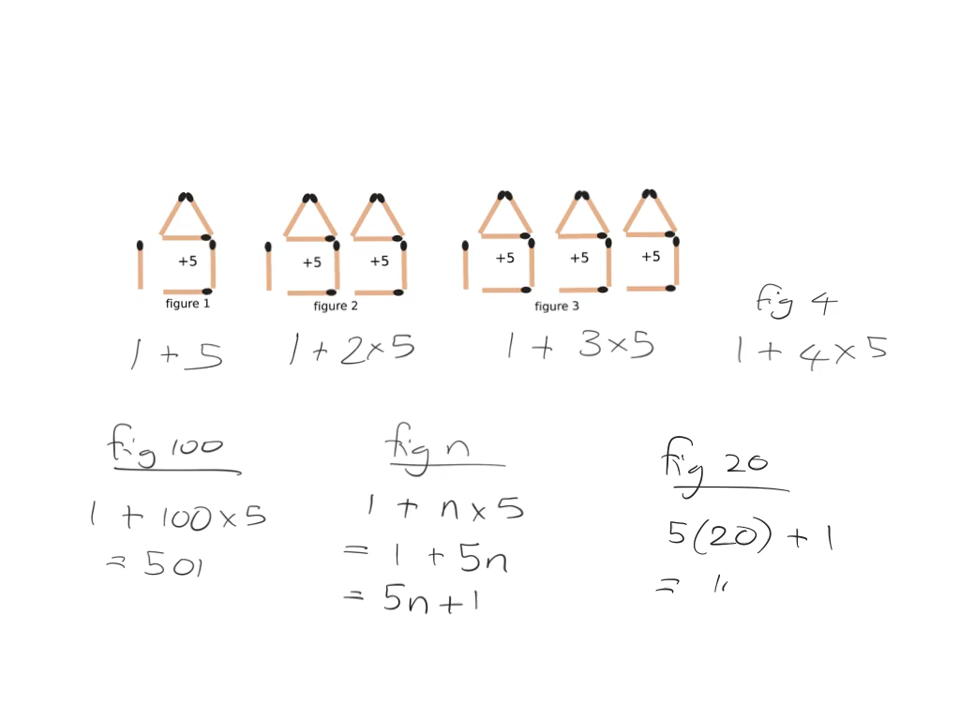 +5
+5
+5
+5
+5
+5
figure 1
figure 2
figure 3
fig 4
1 + 5
1 + 2×5
1 + 3×5
1 + 4×5
fig 100
1 + 100×5
= 501
fig n
1 + n×5
= 1 + 5n
= 5n+1
fig 20
5(20) + 1
=